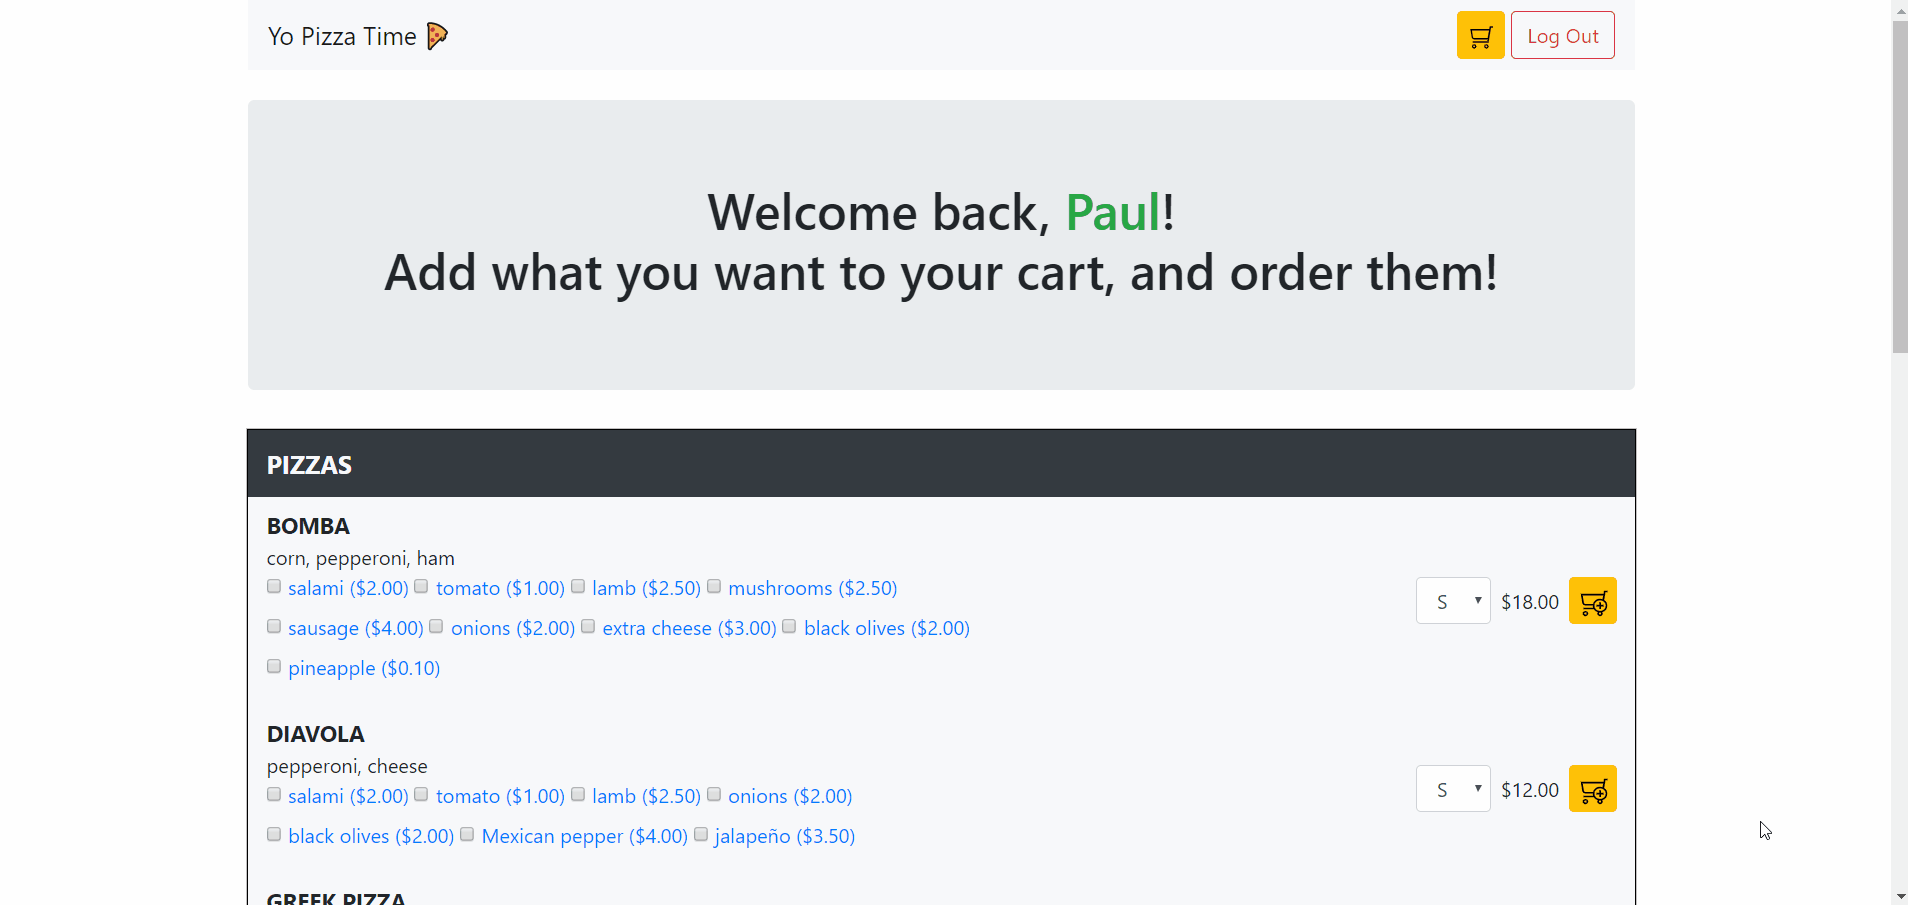 Yo Pizza Time 🍕
Log Out
Welcome back, Paul!
Add what you want to your cart, and order them!
PIZZAS
BOMBA
corn, pepperoni, ham
salami ($2.00) tomato ($1.00) lamb ($2.50) mushrooms ($2.50)
sausage ($4.00) onions ($2.00) extra cheese ($3.00) black olives ($2.00)
pineapple ($0.10)
S $18.00
DIAVOLA
pepperoni, cheese
salami ($2.00) tomato ($1.00) lamb ($2.50) onions ($2.00)
black olives ($2.00) Mexican pepper ($4.00) jalapeño ($3.50)
S $12.00
GREEK PIZZA